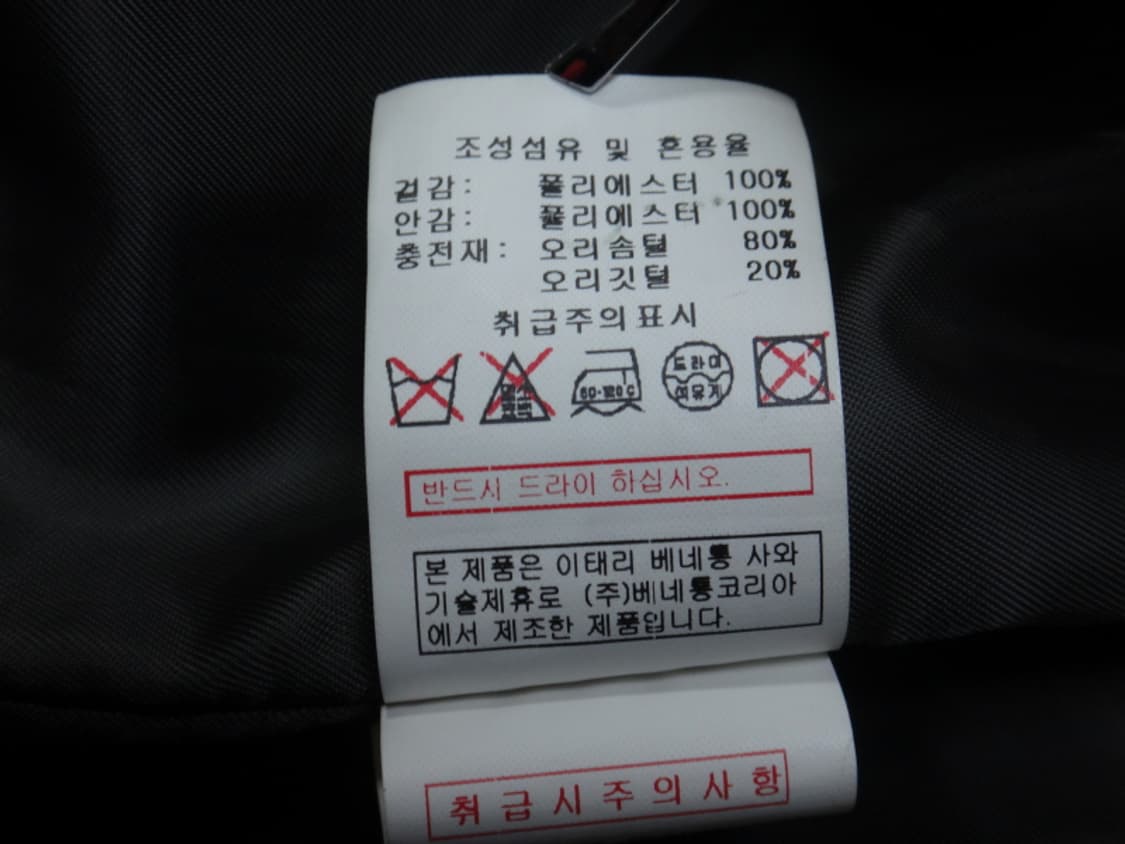 조성섬유 및 혼용율
겉감: 폴리에스터 100%
안감: 폴리에스터 100%
충전재: 오리솜털 80%
오리깃털 20%
취급주의표시
염소
표백
80-120℃
드라이
석유계
반드시 드라이 하십시오.
본 제품은 이태리 베네통 사와
기술제휴로 (주)베네통코리아
에서 제조한 제품입니다.
취급시주의사항